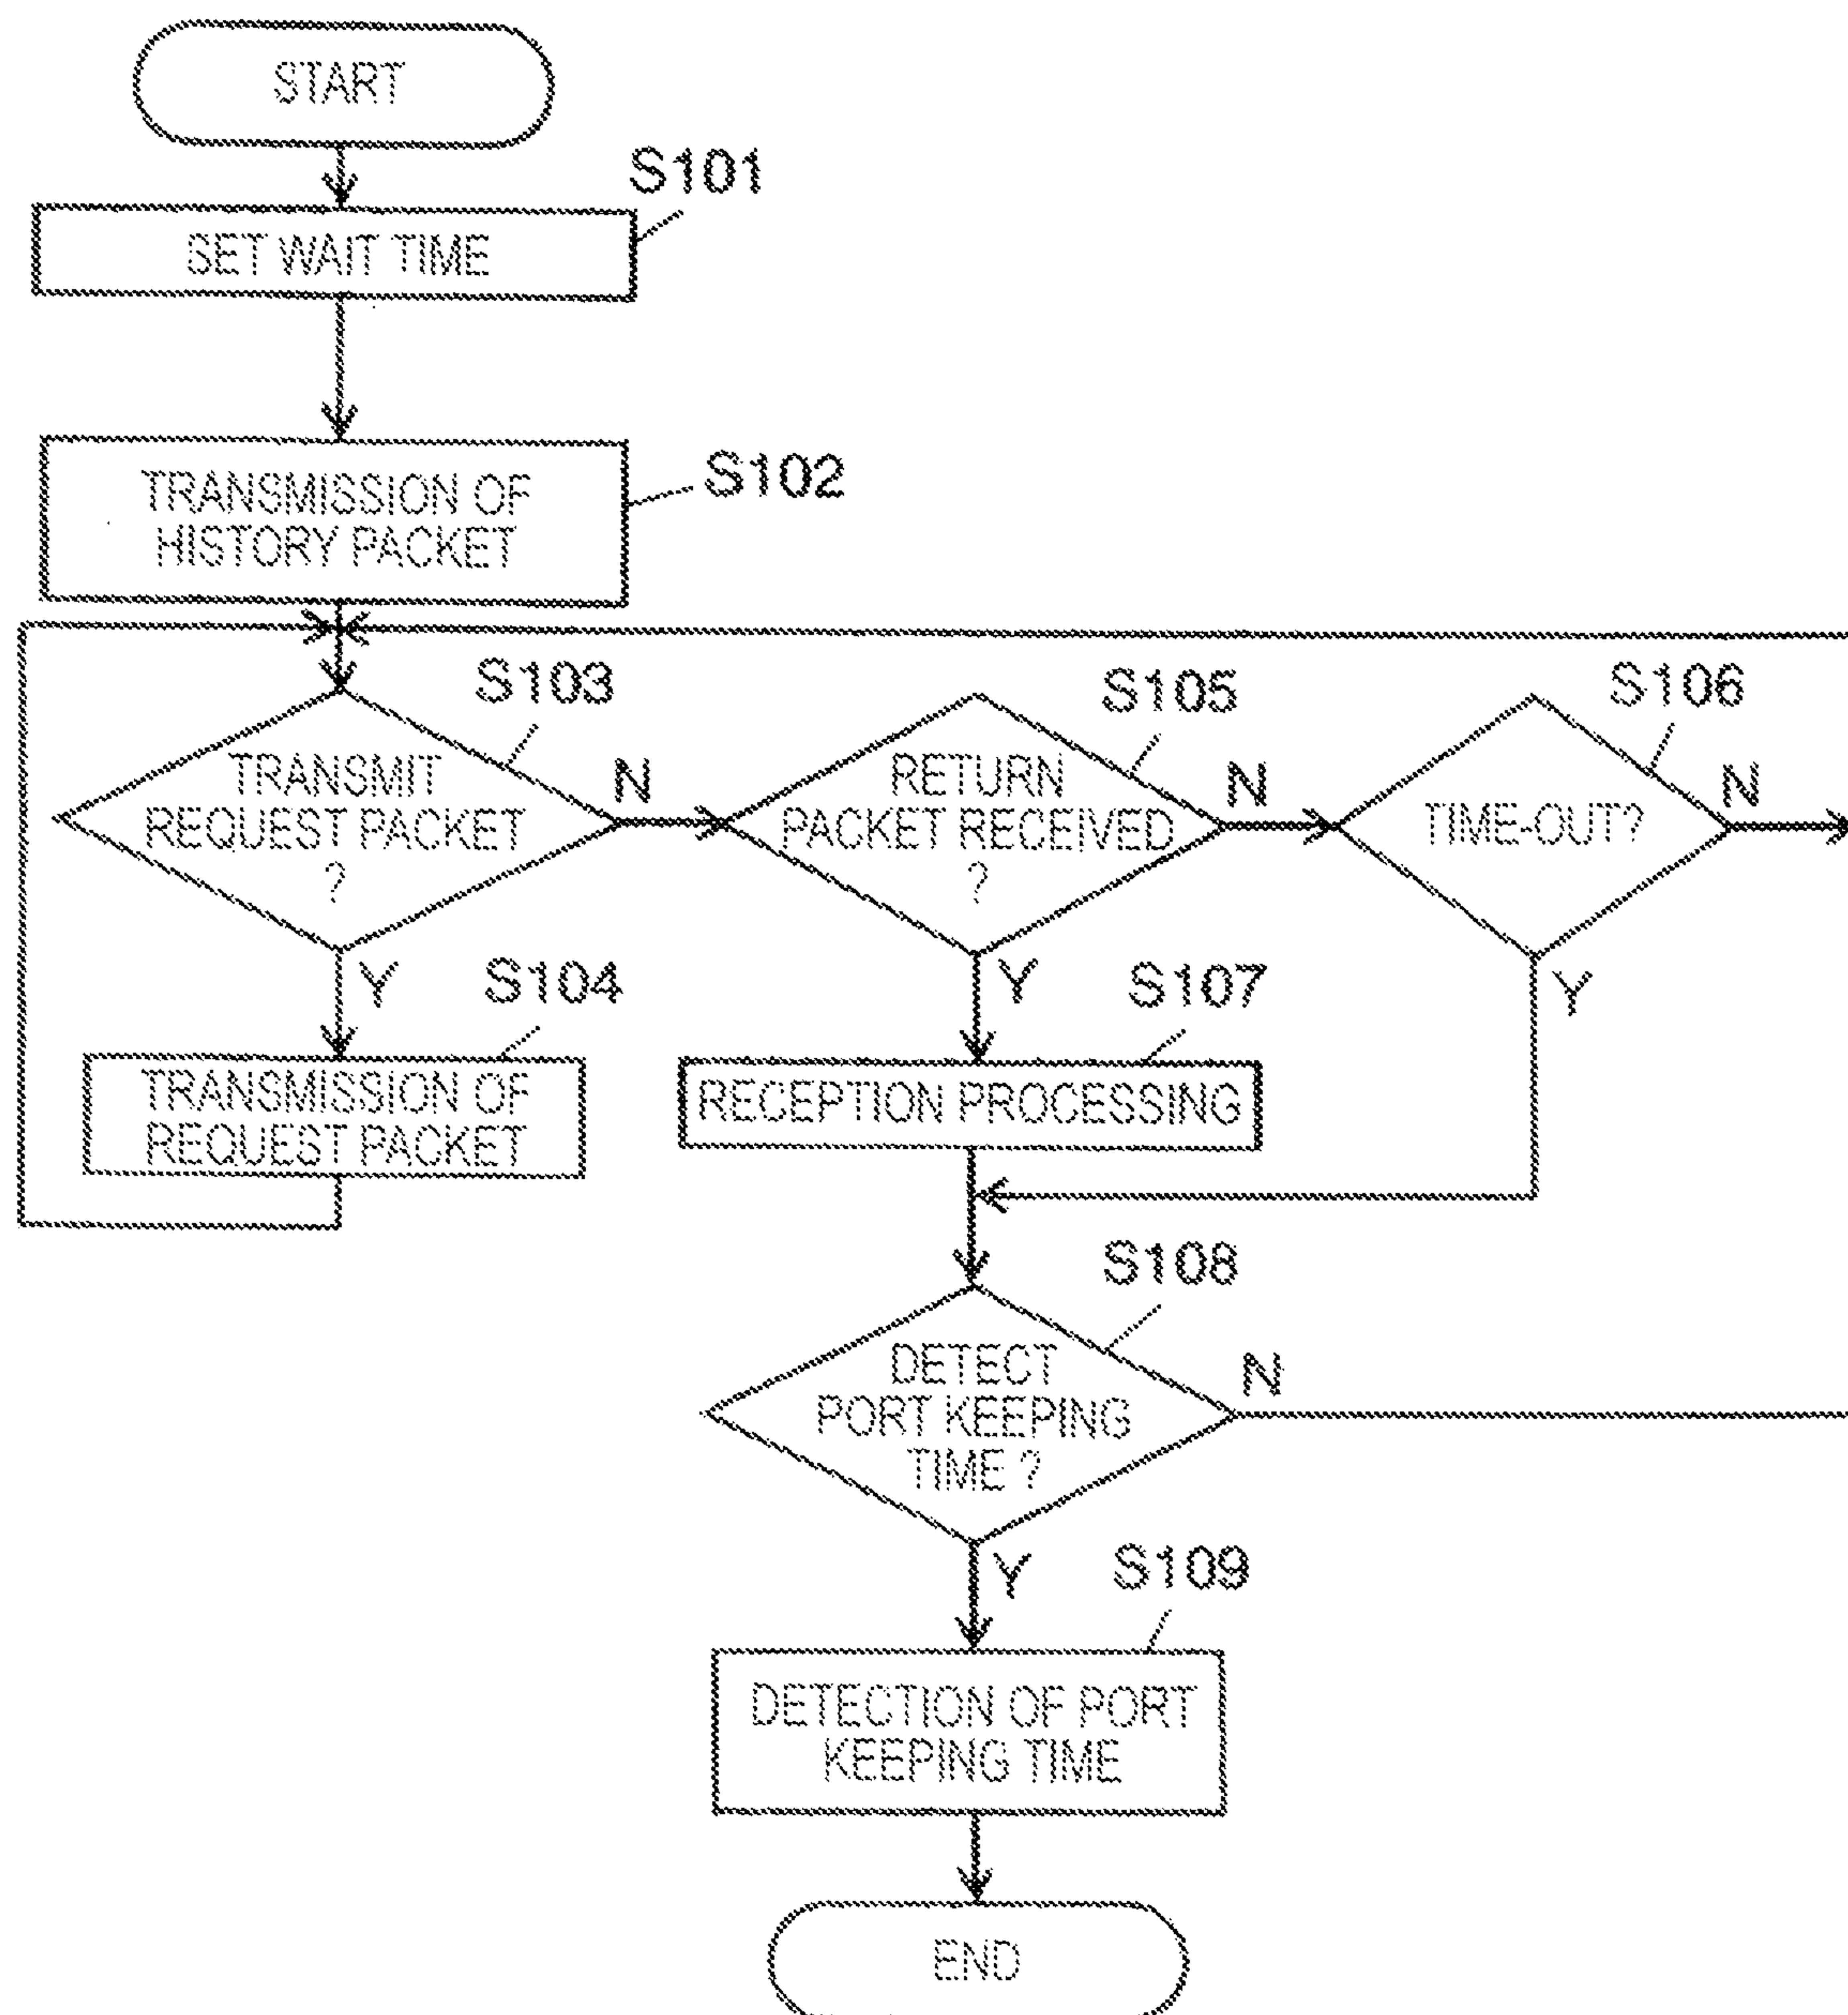 START
S101
SET WAIT TIME
TRANSMISSION OF
HISTORY PACKET
S102
S103
TRANSMIT
REQUEST PACKET
?
N
Y
S105
RETURN
PACKET RECEIVED
?
N
Y
S106
TIME-OUT?
N
Y
S104
TRANSMISSION OF
REQUEST PACKET
S107
RECEPTION PROCESSING
S108
DETECT
PORT KEEPING
TIME ?
N
Y
S109
DETECTION OF PORT
KEEPING TIME
END